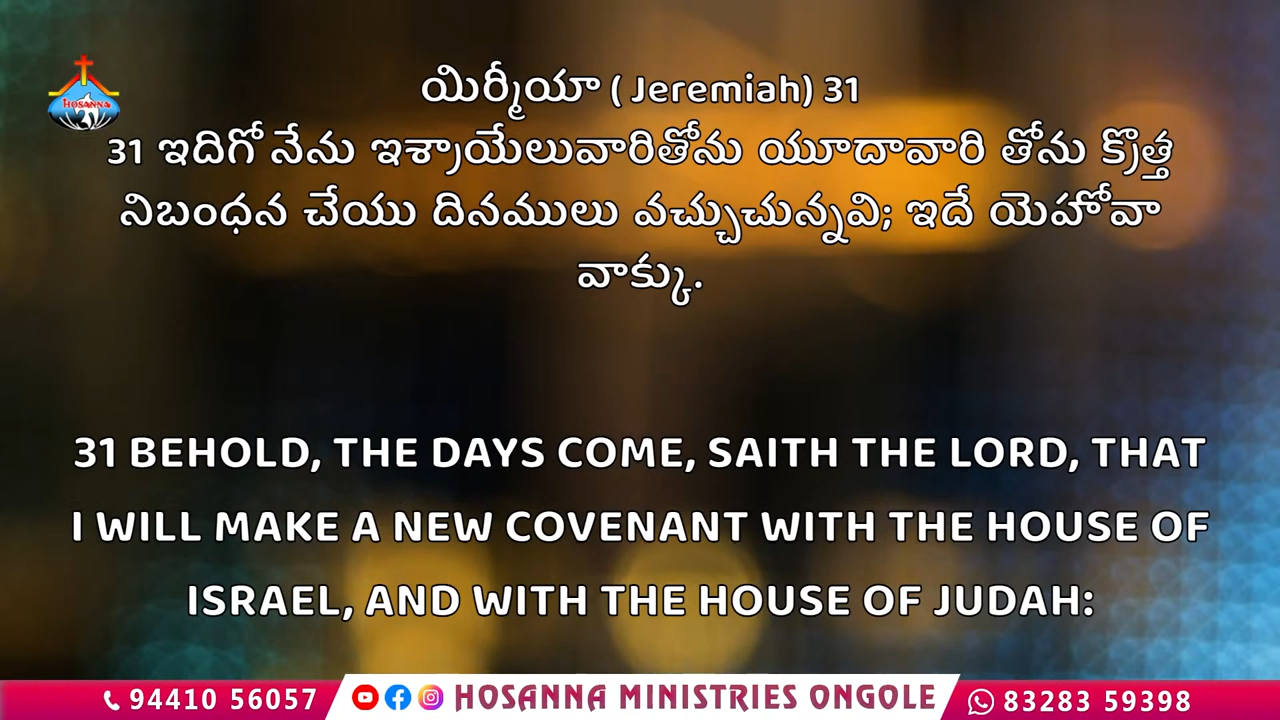 HOSANNA
యిర్మీయా ( Jeremiah) 31
31 ఇదిగో నేను ఇశ్రాయేలువారితోను యూదావారి తోను క్రొత్త
నిబంధన చేయు దినములు వచ్చుచున్నవి; ఇదే యెహోవా
వాక్కు.
31 BEHOLD, THE DAYS COME, SAITH THE LORD, THAT
I WILL MAKE A NEW COVENANT WITH THE HOUSE OF
ISRAEL, AND WITH THE HOUSE OF JUDAH:
94410 56057 HOSANNA MINISTRIES ONGOLE 83283 59398